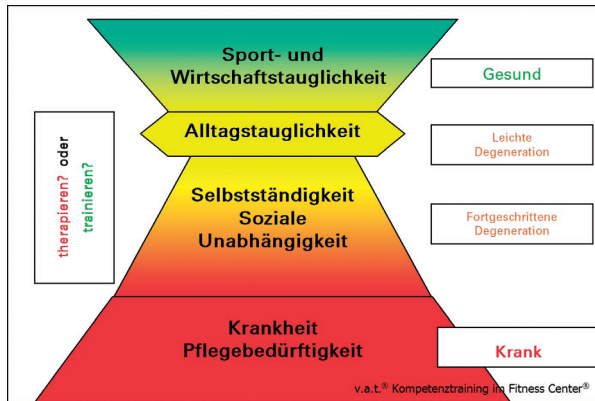 Sport- und
Wirtschaftstauglichkeit
Gesund
Alltagstauglichkeit
Leichte
Degeneration
therapieren? oder
trainieren?
Selbstständigkeit
Soziale
Unabhängigkeit
Fortgeschrittene
Degeneration
Krankheit
Pflegebedürftigkeit
Krank
v.a.t.® Kompetenztraining im Fitness Center®